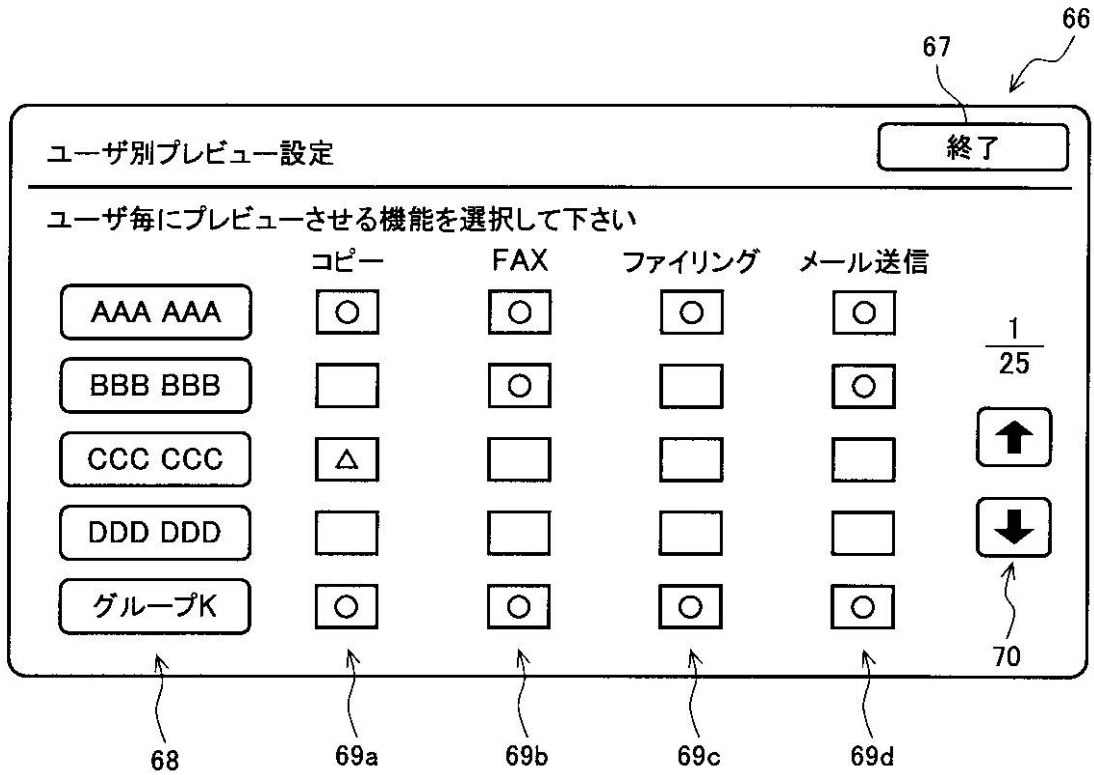 66
67
ユーザ別プレビュー設定
終了
ユーザ毎にプレビューさせる機能を選択して下さい
コピー FAX ファイリング メール送信
AAA AAA ○ ○ ○ ○
1
25
BBB BBB ○ ○
CCC CCC △
DDD DDD
グループK ○ ○ ○ ○
70
68 69a 69b 69c 69d